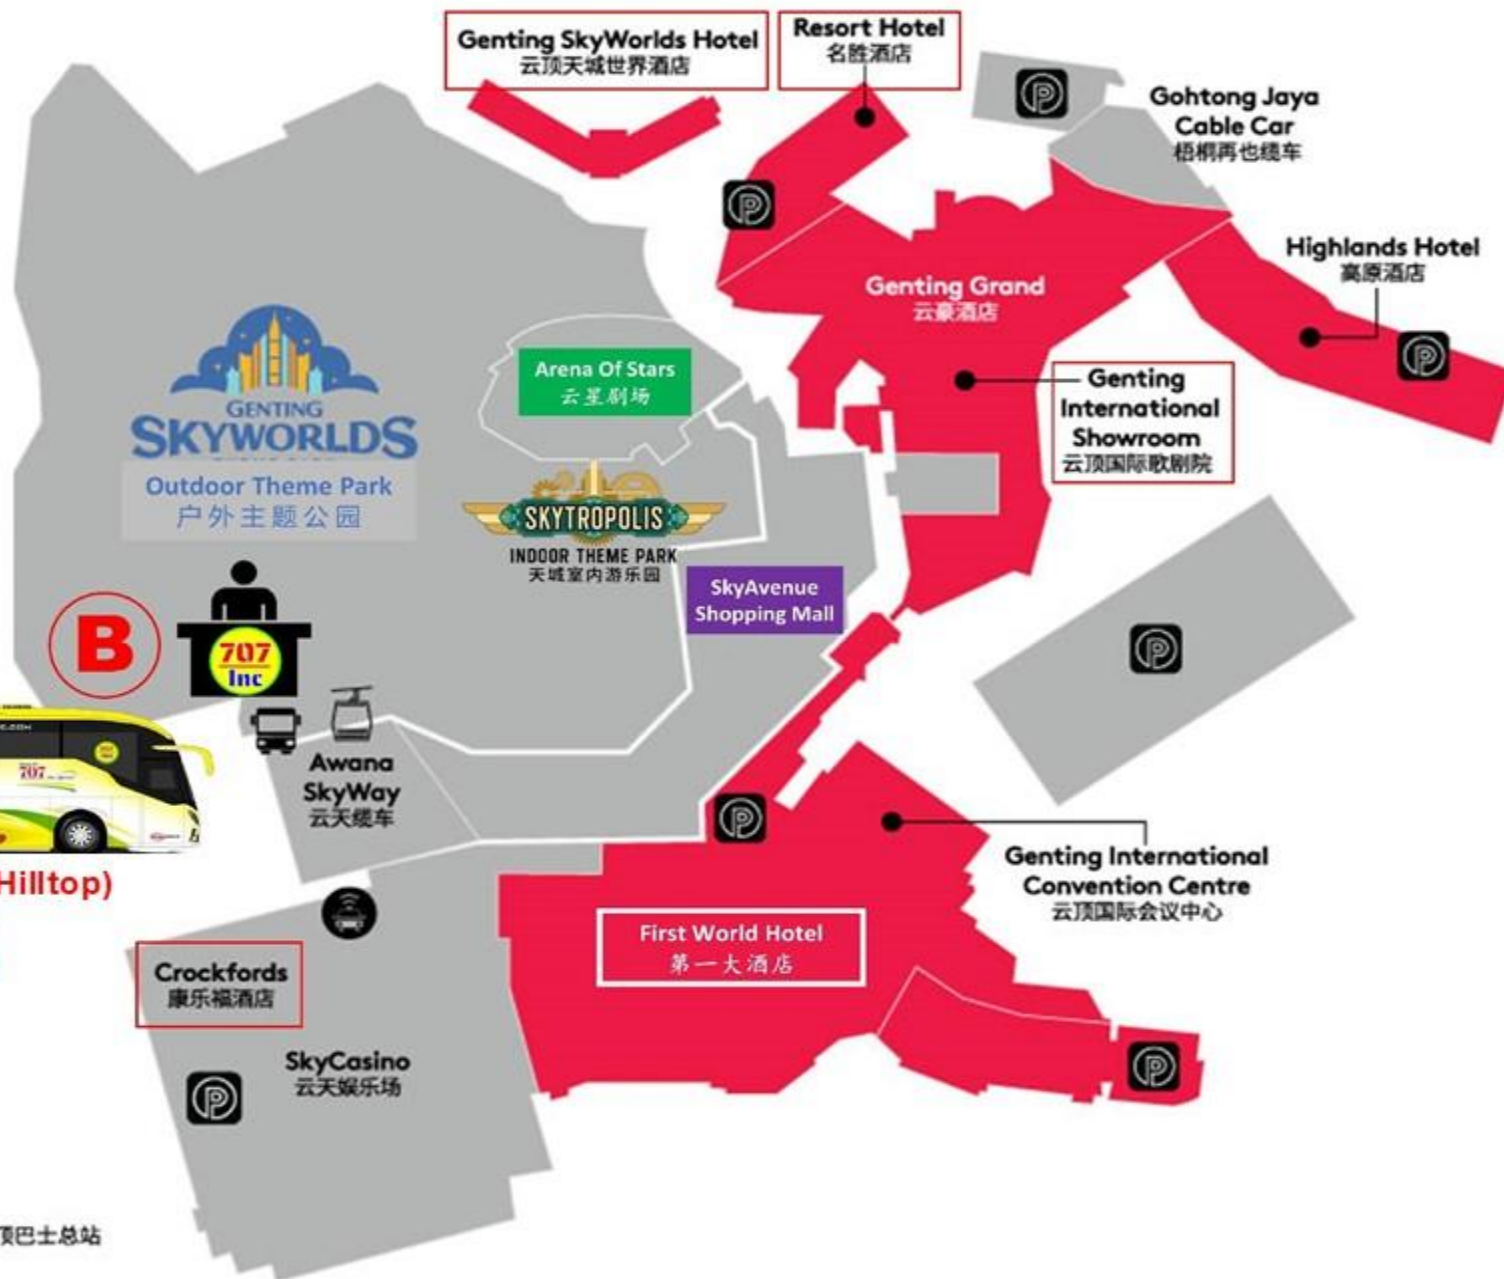 Genting SkyWorlds Hotel
云顶天城世界酒店
Resort Hotel
名胜酒店
P
Gohtong Jaya
Cable Car
梧桐再也缆车
P
Highlands Hotel
高原酒店
P
Genting Grand
云豪酒店
Genting
International
Showroom
云顶国际歌剧院
Arena Of Stars
云星剧场
GENTING
SKYWORLDS
Outdoor Theme Park
户外主题公园
SKYTROPOLIS
INDOOR THEME PARK
天城室内游乐园
SkyAvenue
Shopping Mall
P
B
707
Inc
707
Awana
SkyWay
云天缆车
P
Hilltop)
Genting International
Convention Centre
云顶国际会议中心
First World Hotel
第一大酒店
Crockfords
康乐福酒店
SkyCasino
云天娱乐场
P
P
顶巴士总站